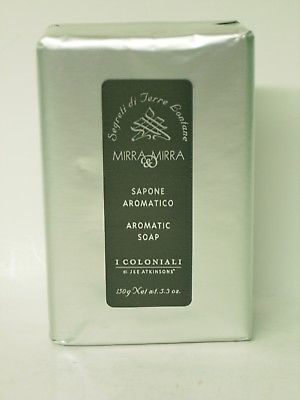 Segreti di Terre Lontane
MIRRA & MIRRA
SAPONE
AROMATICO
AROMATIC
SOAP
I COLONIALI
di J&E ATKINSONS®
150g Net wt. 5.3 oz.